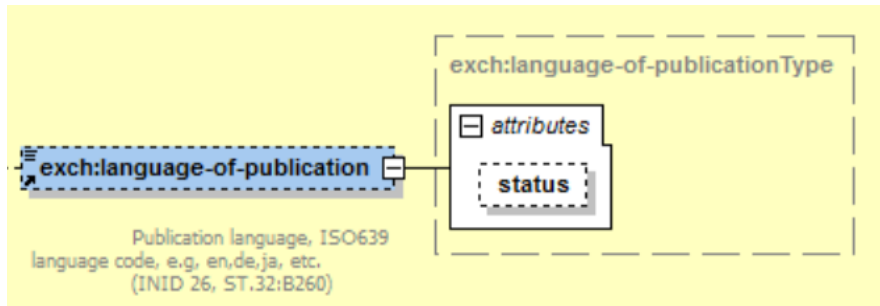 exch:language-of-publicationType
attributes
exch:language-of-publication
status
Publication language, ISO639
language code, e.g, en,de,ja, etc.
(INID 26, ST.32:B260)